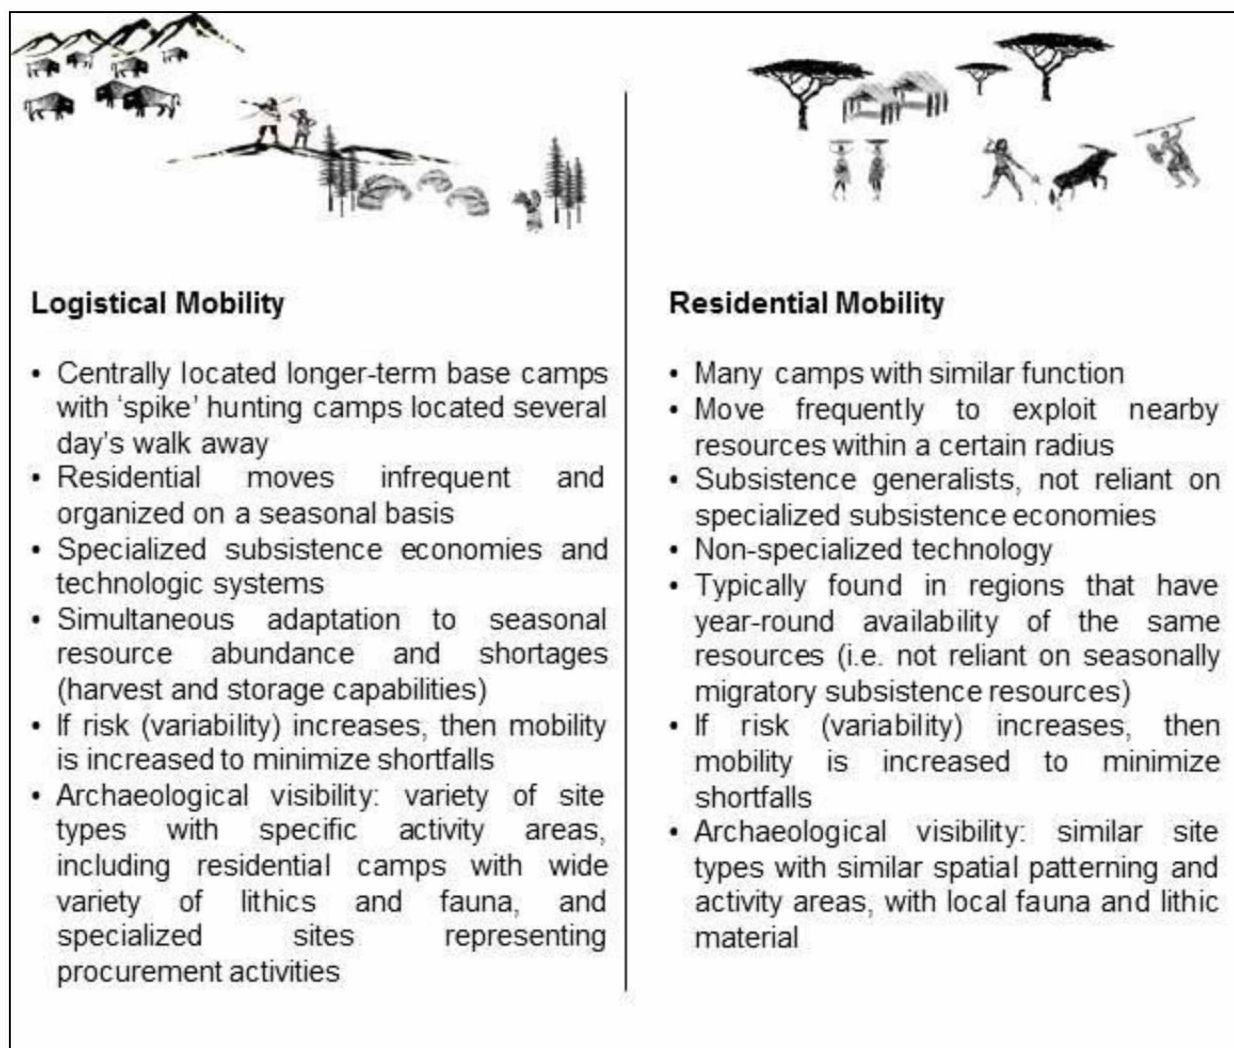 Logistical Mobility
• Centrally located longer-term base camps
with ‘spike’ hunting camps located several
day’s walk away
• Residential moves infrequent and
organized on a seasonal basis
• Specialized subsistence economies and
technologic systems
• Simultaneous adaptation to seasonal
resource abundance and shortages
(harvest and storage capabilities)
• If risk (variability) increases, then mobility
is increased to minimize shortfalls
• Archaeological visibility: variety of site
types with specific activity areas,
including residential camps with wide
variety of lithics and fauna, and
specialized sites representing
procurement activities
Residential Mobility
• Many camps with similar function
• Move frequently to exploit nearby
resources within a certain radius
• Subsistence generalists, not reliant on
specialized subsistence economies
• Non-specialized technology
• Typically found in regions that have
year-round availability of the same
resources (i.e. not reliant on seasonally
migratory subsistence resources)
• If risk (variability) increases, then
mobility is increased to minimize
shortfalls
• Archaeological visibility: similar site
types with similar spatial patterning and
activity areas, with local fauna and lithic
material